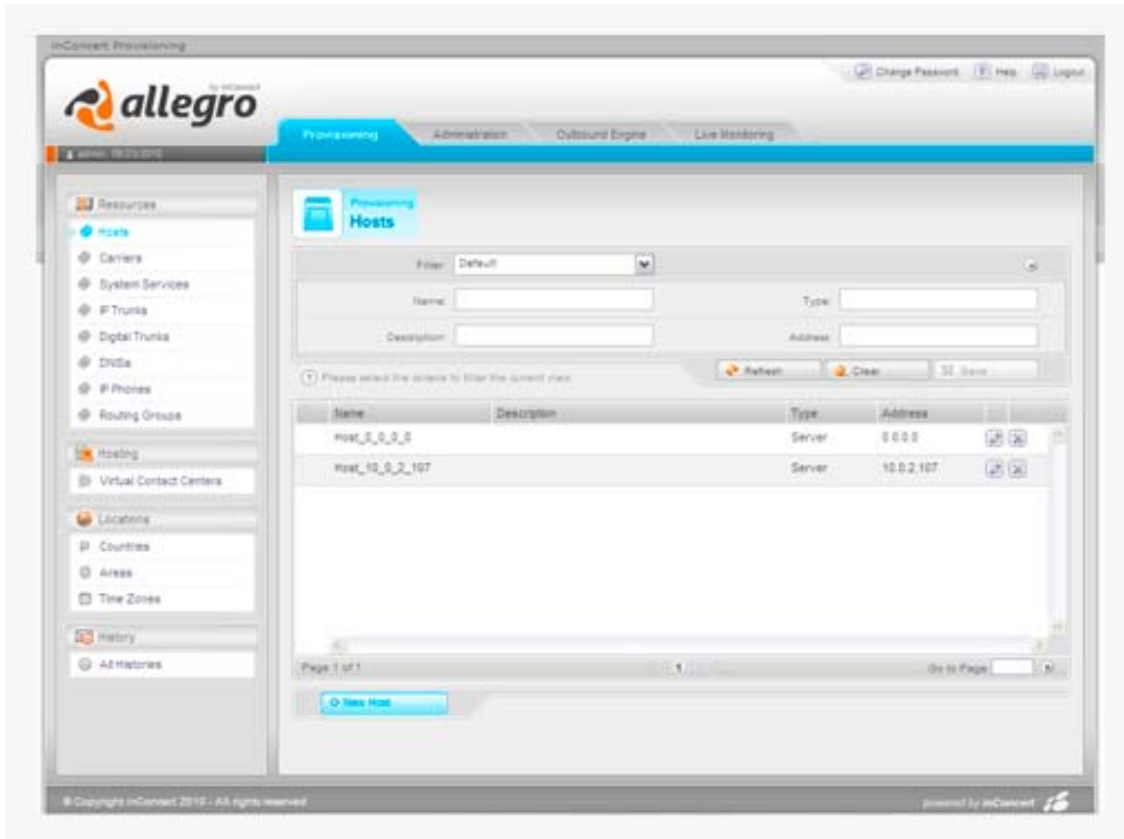 inConcert Provisioning
Change Password Help Logout
by inConcert
allegro
Provisioning Administration Outbound Engine Live Monitoring
Resources
Hosts
Carriers
System Services
IP Trunks
Digital Trunks
DNISs
IP Phones
Routing Groups
Hosting
Virtual Contact Centers
Locations
Countries
Areas
Time Zones
History
All Histories
Provisioning
Hosts
Filter: Default
Name: Type:
Description: Address:
Please select the criteria to filter the current view.
Refresh Clear Save
Name Description Type Address
Host_0_0_0_0 Server 0.0.0.0
Host_10_0_2_107 Server 10.0.2.107
Page 1 of 1 1 Go to Page
New Host
© Copyright inConcert 2010 - All rights reserved
powered by inConcert